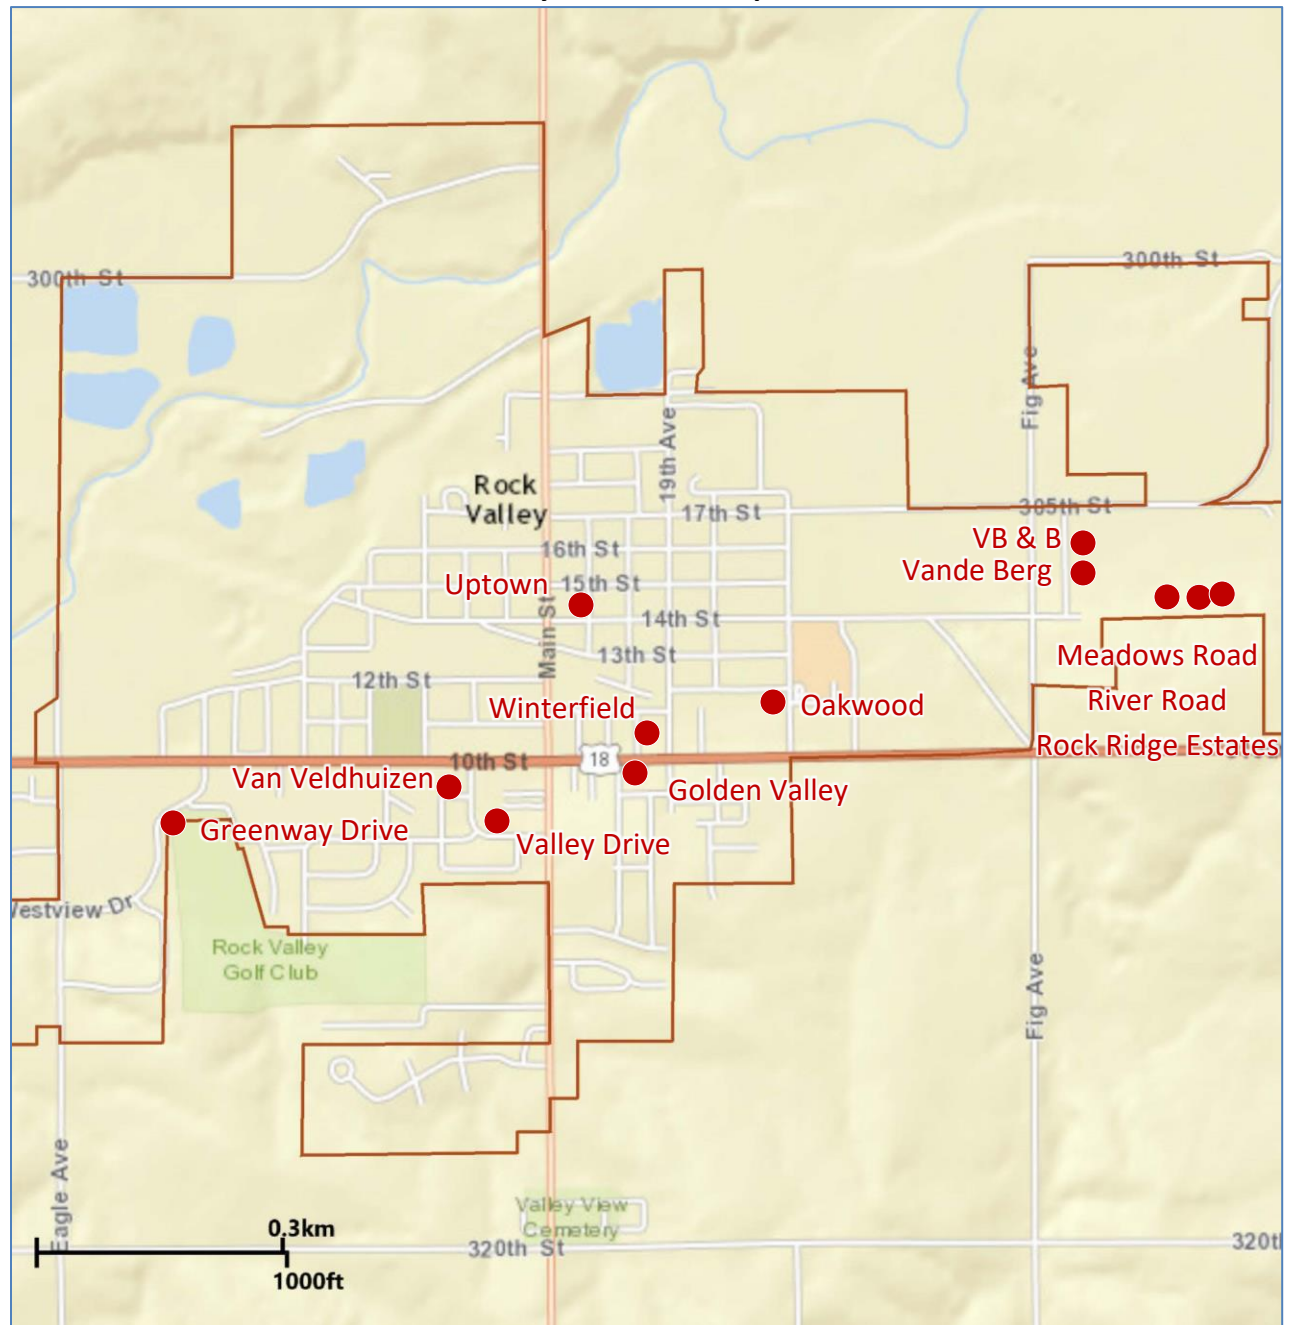 300th St
300th St
Fig Ave
19th Ave
Rock
Valley
17th St
305th St
VB & B
16th St
Vande Berg
Uptown
15th St
Main St
14th St
13th St
Meadows Road
12th St
River Road
Winterfield
Oakwood
Rock Ridge Estates
10th St
18
Van Veldhuizen
Golden Valley
Greenway Drive
Valley Drive
Westview Dr
Rock Valley
Golf Club
Fig Ave
Eagle Ave
Valley View
Cemetery
0.3km
1000ft
320th St
320t